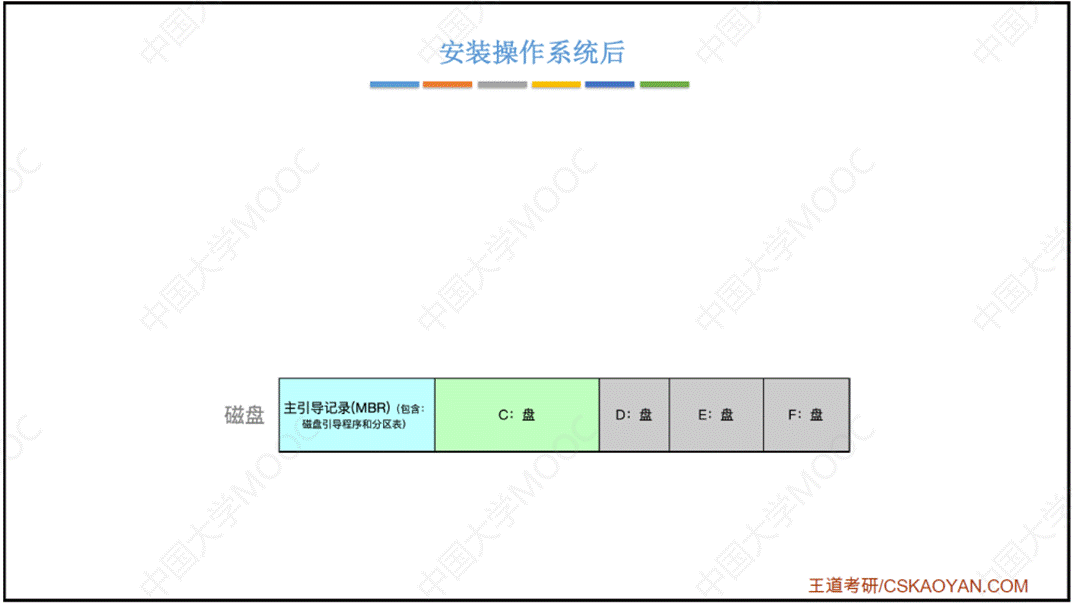 安装操作系统后
磁盘
主引导记录(MBR)（包含：
磁盘引导程序和分区表）
C：盘
D：盘
E：盘
F：盘
王道考研/CSKAOYAN.COM
中国大学MOOC